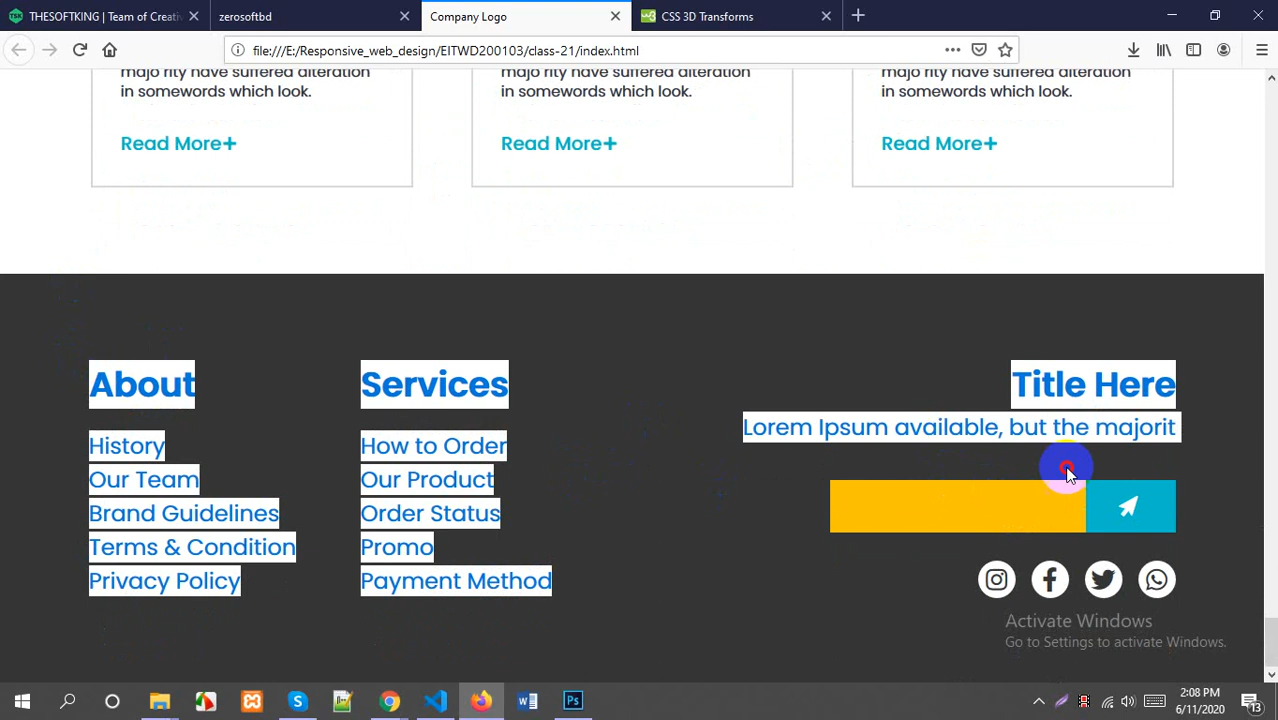 THESOFTKING | Team of Creativ
zerosoftbd
Company Logo
CSS 3D Transforms
file:///E:/Responsive_web_design/EITWD200103/class-21/index.html
majo rity have suffered alteration
in somewords which look.
Read More+
majo rity have suffered alteration
in somewords which look.
Read More+
majo rity have suffered alteration
in somewords which look.
Read More+
About
History
Our Team
Brand Guidelines
Terms & Condition
Privacy Policy
Services
How to Order
Our Product
Order Status
Promo
Payment Method
Title Here
Lorem Ipsum available, but the majorit
Activate Windows
Go to Settings to activate Windows.
2:08 PM
6/11/2020
13